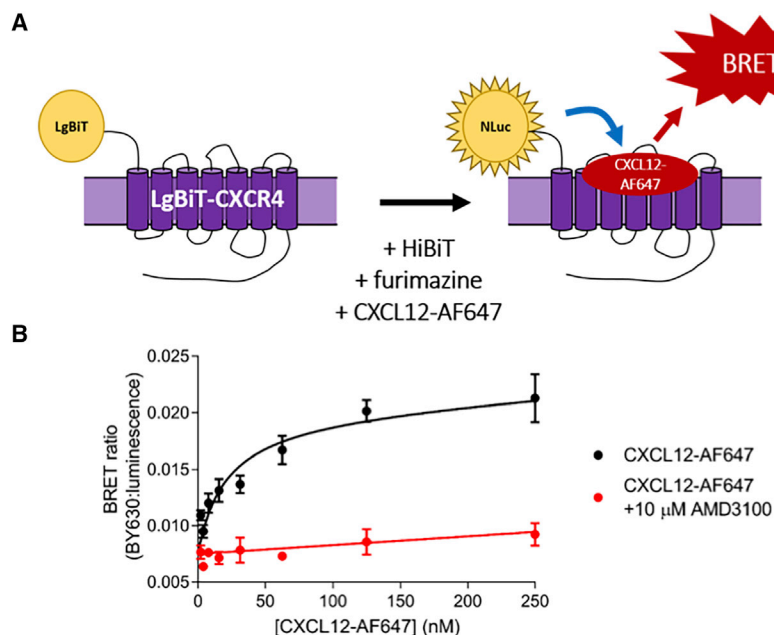 A
LgBiT
LgBiT-CXCR4
+ HiBiT
+ furimazine
+ CXCL12-AF647
NLuc
CXCL12-
AF647
BRET
B
BRET ratio
(BY630:luminescence)
0.025
0.020
0.015
0.010
0.005
0
50
100
150
200
250
[CXCL12-AF647] (nM)
CXCL12-AF647
CXCL12-AF647
+10 μM AMD3100